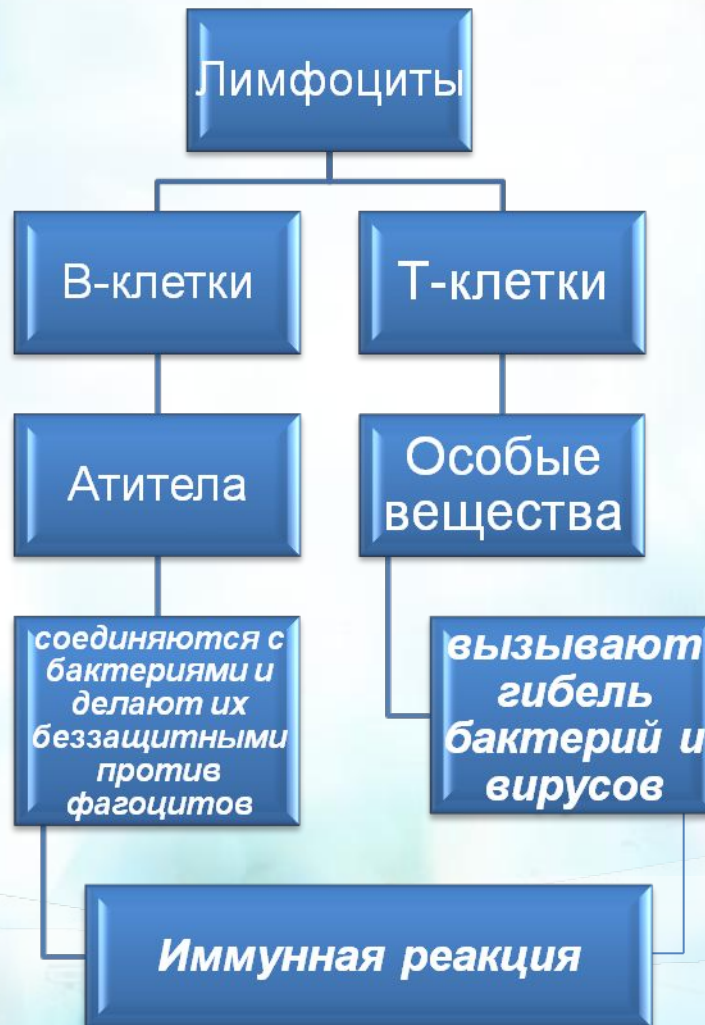 Лимфоциты
В-клетки
Т-клетки
Атитела
Особые
вещества
соединяются с
бактериями и
делают их
беззащитными
против
фагоцитов
вызывают
гибель
бактерий и
вирусов
Иммунная реакция